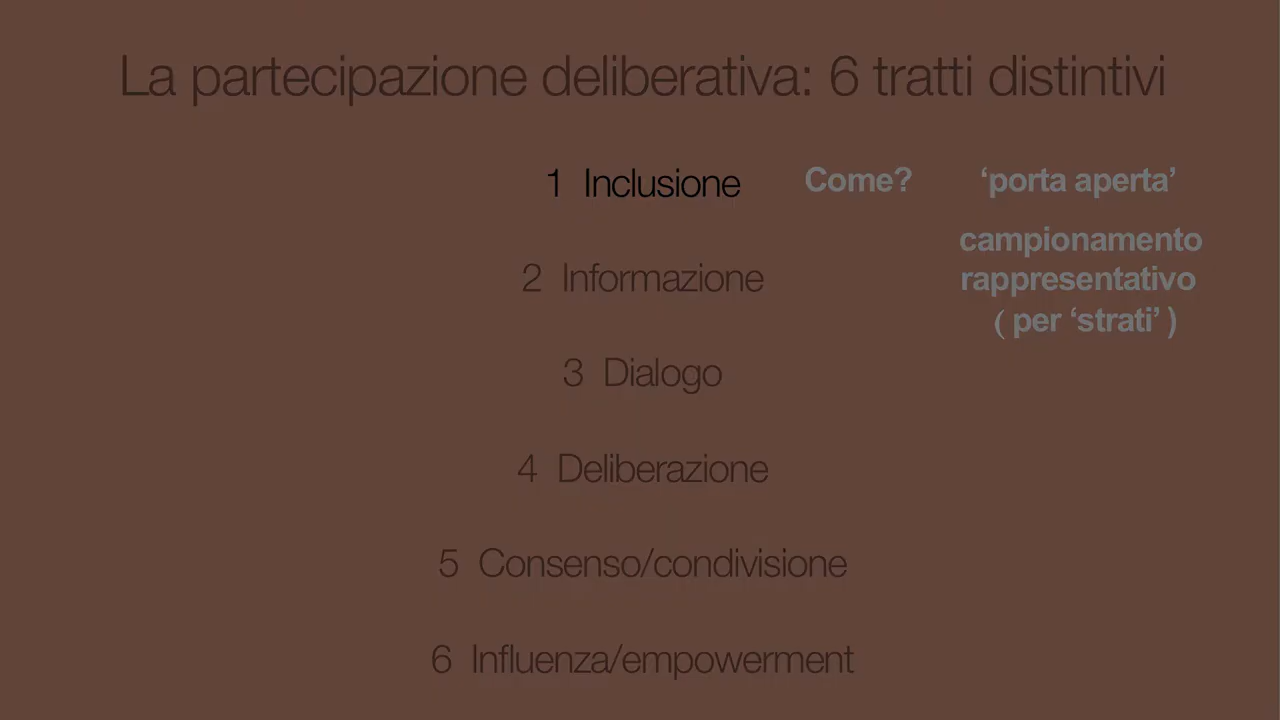 La partecipazione deliberativa: 6 tratti distintivi
1 Inclusione
Come?
‘porta aperta’
campionamento
rappresentativo
( per ‘strati’ )
2 Informazione
3 Dialogo
4 Deliberazione
5 Consenso/condivisione
6 Influenza/empowerment